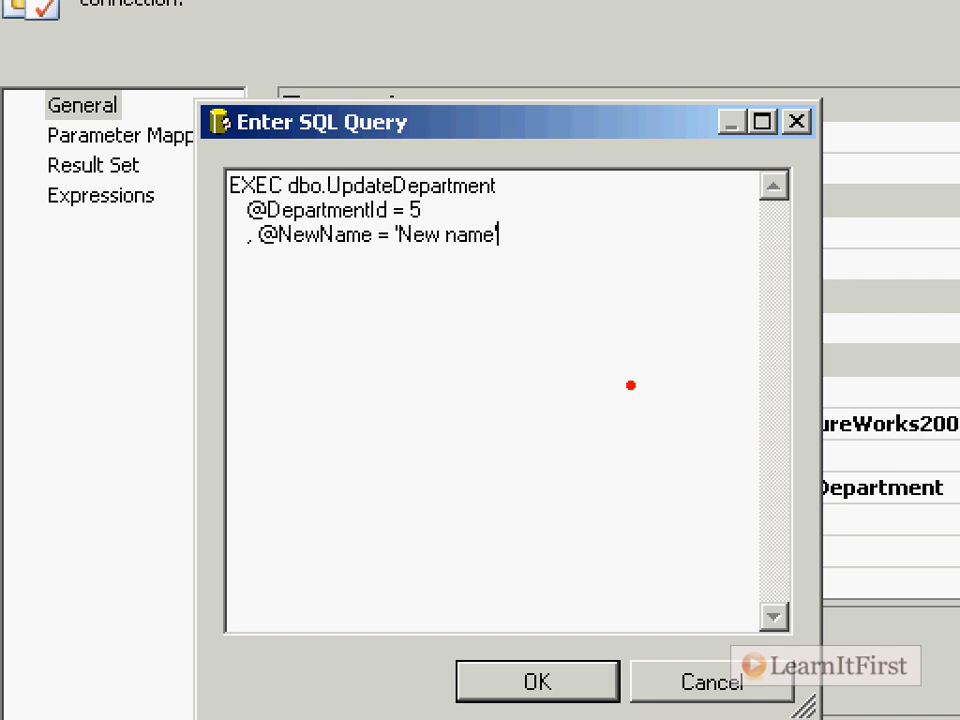 connection.
General
Parameter Mapp
Result Set
Expressions
Enter SQL Query
EXEC dbo.UpdateDepartment
@DepartmentId = 5
, @NewName = 'New name'
ureWorks200
Department
OK
Cancel
LearnItFirst